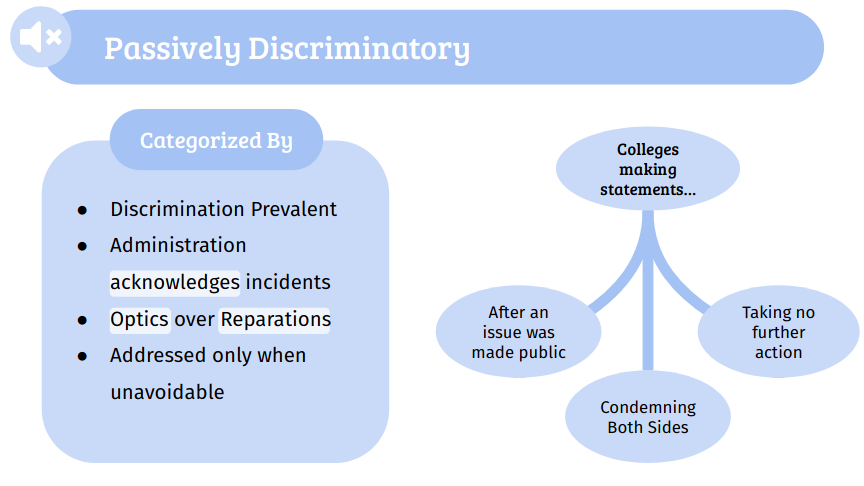 Passively Discriminatory
Categorized By
● Discrimination Prevalent
● Administration
acknowledges incidents
● Optics over Reparations
● Addressed only when
unavoidable
Colleges
making
statements...
After an
issue was
made public
Condemning
Both Sides
Taking no
further
action